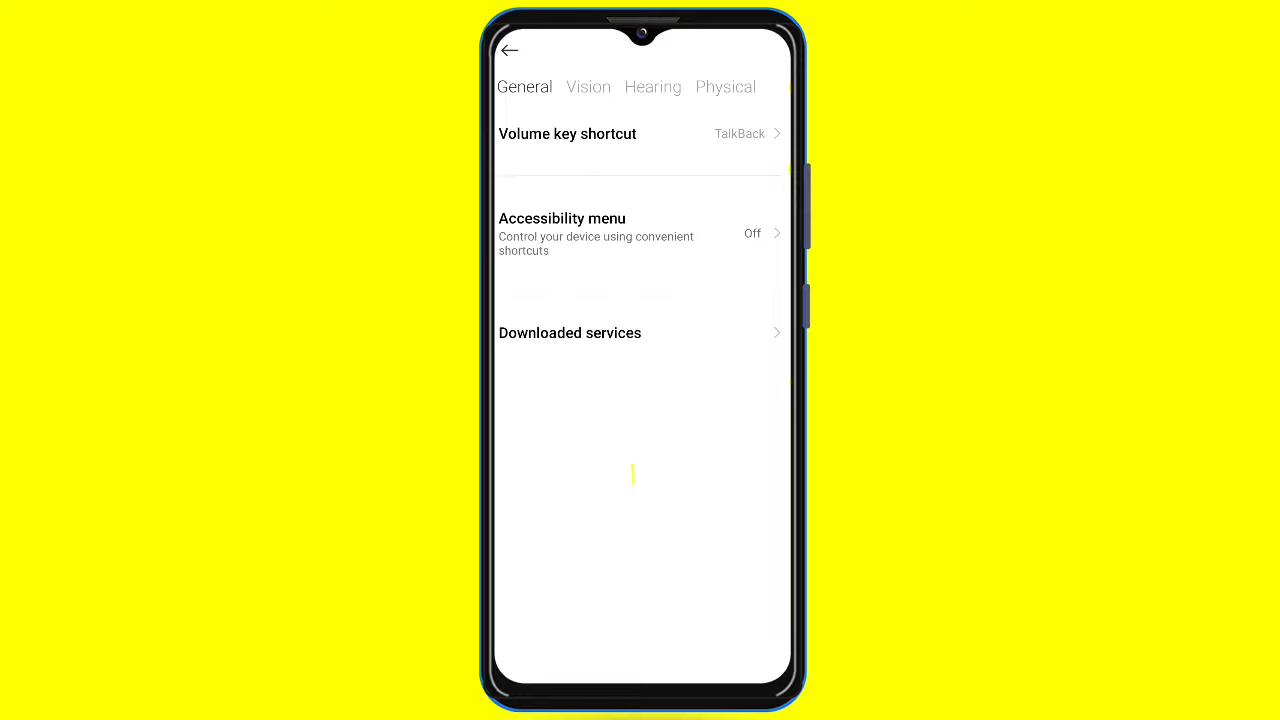 General Vision Hearing Physical
Volume key shortcut TalkBack
Accessibility menu
Control your device using convenient
shortcuts
Off
Downloaded services